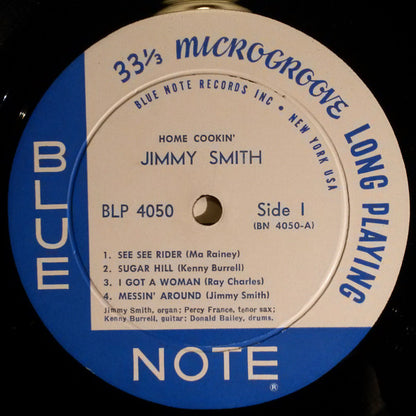 33⅓ MICROGROOVE LONG PLAYING
BLUE NOTE RECORDS INC • NEW YORK USA
HOME COOKIN'
JIMMY SMITH
BLP 4050
Side 1
(BN 4050-A)
1. SEE SEE RIDER (Ma Rainey)
2. SUGAR HILL (Kenny Burrell)
3. I GOT A WOMAN (Ray Charles)
4. MESSIN' AROUND (Jimmy Smith)
Jimmy Smith, organ; Percy France, tenor sax;
Kenny Burrell, guitar; Donald Bailey, drums.
BLUE
NOTE
®